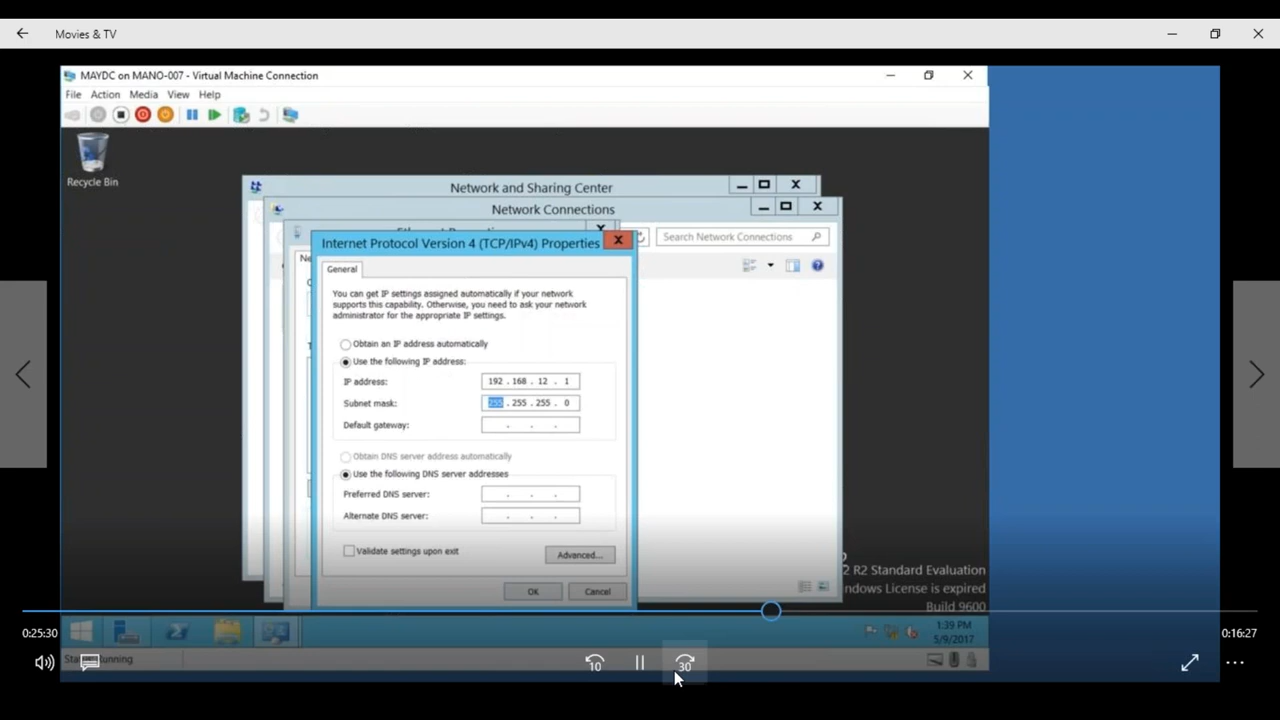 Movies & TV
MAYDC on MANO-007 - Virtual Machine Connection
File Action Media View Help
Recycle Bin
Network and Sharing Center
Network Connections
Search Network Connections
Internet Protocol Version 4 (TCP/IPv4) Properties
General
You can get IP settings assigned automatically if your network
supports this capability. Otherwise, you need to ask your network
administrator for the appropriate IP settings.
Obtain an IP address automatically
Use the following IP address:
IP address: 192 . 168 . 12 . 1
Subnet mask: 255 . 255 . 255 . 0
Default gateway: . . .
Obtain DNS server address automatically
Use the following DNS server addresses
Preferred DNS server: . . .
Alternate DNS server: . . .
Validate settings upon exit
Advanced...
OK Cancel
2 R2 Standard Evaluation
ndows License is expired
Build 9600
0:25:30
1:39 PM
5/9/2017
0:16:27
10
30